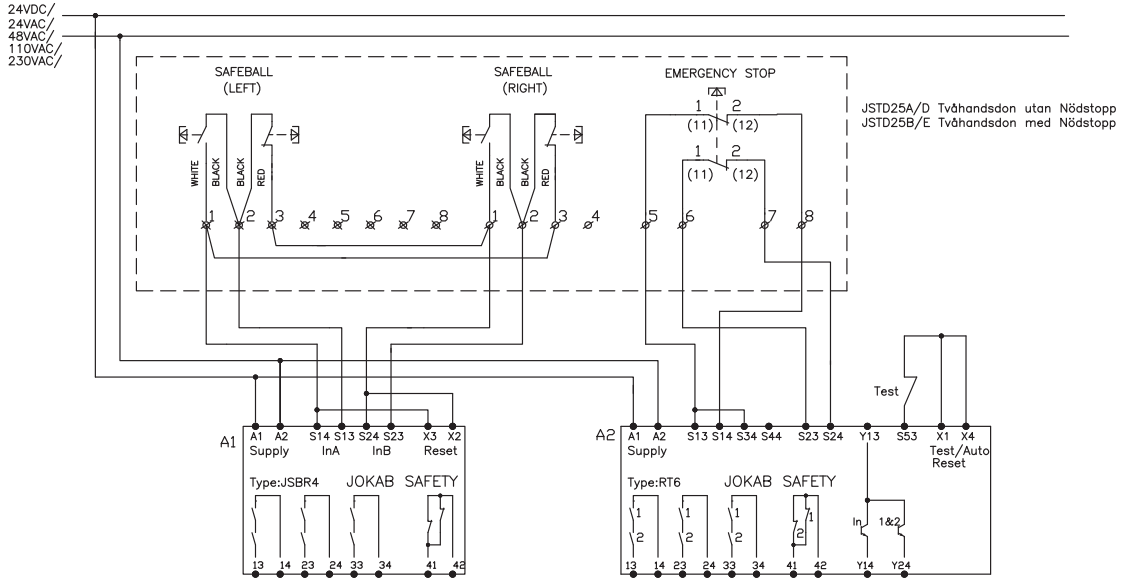 24VDC/
24VAC/
48VAC/
110VAC/
230VAC/
SAFEBALL
(LEFT)
SAFEBALL
(RIGHT)
EMERGENCY STOP
JSTD25A/D Tvåhandsdon utan Nödstopp
JSTD25B/E Tvåhandsdon med Nödstopp
1 2
(11) (12)
1 2
(11) (12)
WHITE BLACK BLACK RED
WHITE BLACK BLACK RED
1 2 3 4 5 6 7 8 1 2 3 4 5 6 7 8
Test
A1
A1 A2 S14 S13 S24 S23 X3 X2
Supply InA InB Reset
Type:JSBR4 JOKAB SAFETY
13 14 23 24 33 34 41 42
A2
A1 A2 S13 S14 S34 S44 S23 S24 Y13 S53 X1 X4
Supply Test/Auto
Reset
Type:RT6 JOKAB SAFETY
1 1 1 1
2 2 2 2
In 1&2
13 14 23 24 33 34 41 42 Y14 Y24